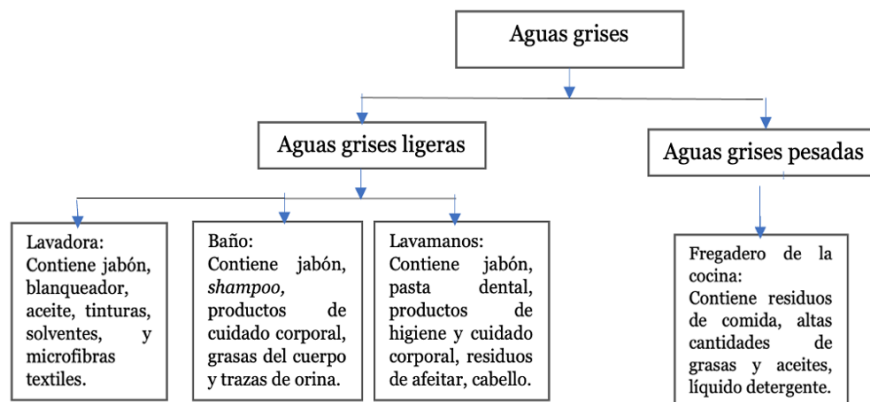 Aguas grises
Aguas grises ligeras
Aguas grises pesadas
Lavadora:
Contiene jabón,
blanqueador,
aceite, tinturas,
solventes, y
microfibras
textiles.
Baño:
Contiene jabón,
shampoo,
productos de
cuidado corporal,
grasas del cuerpo
y trazas de orina.
Lavamanos:
Contiene jabón,
pasta dental,
productos de
higiene y cuidado
corporal, residuos
de afeitar, cabello.
Fregadero de la
cocina:
Contiene residuos
de comida, altas
cantidades de
grasas y aceites,
líquido detergente.